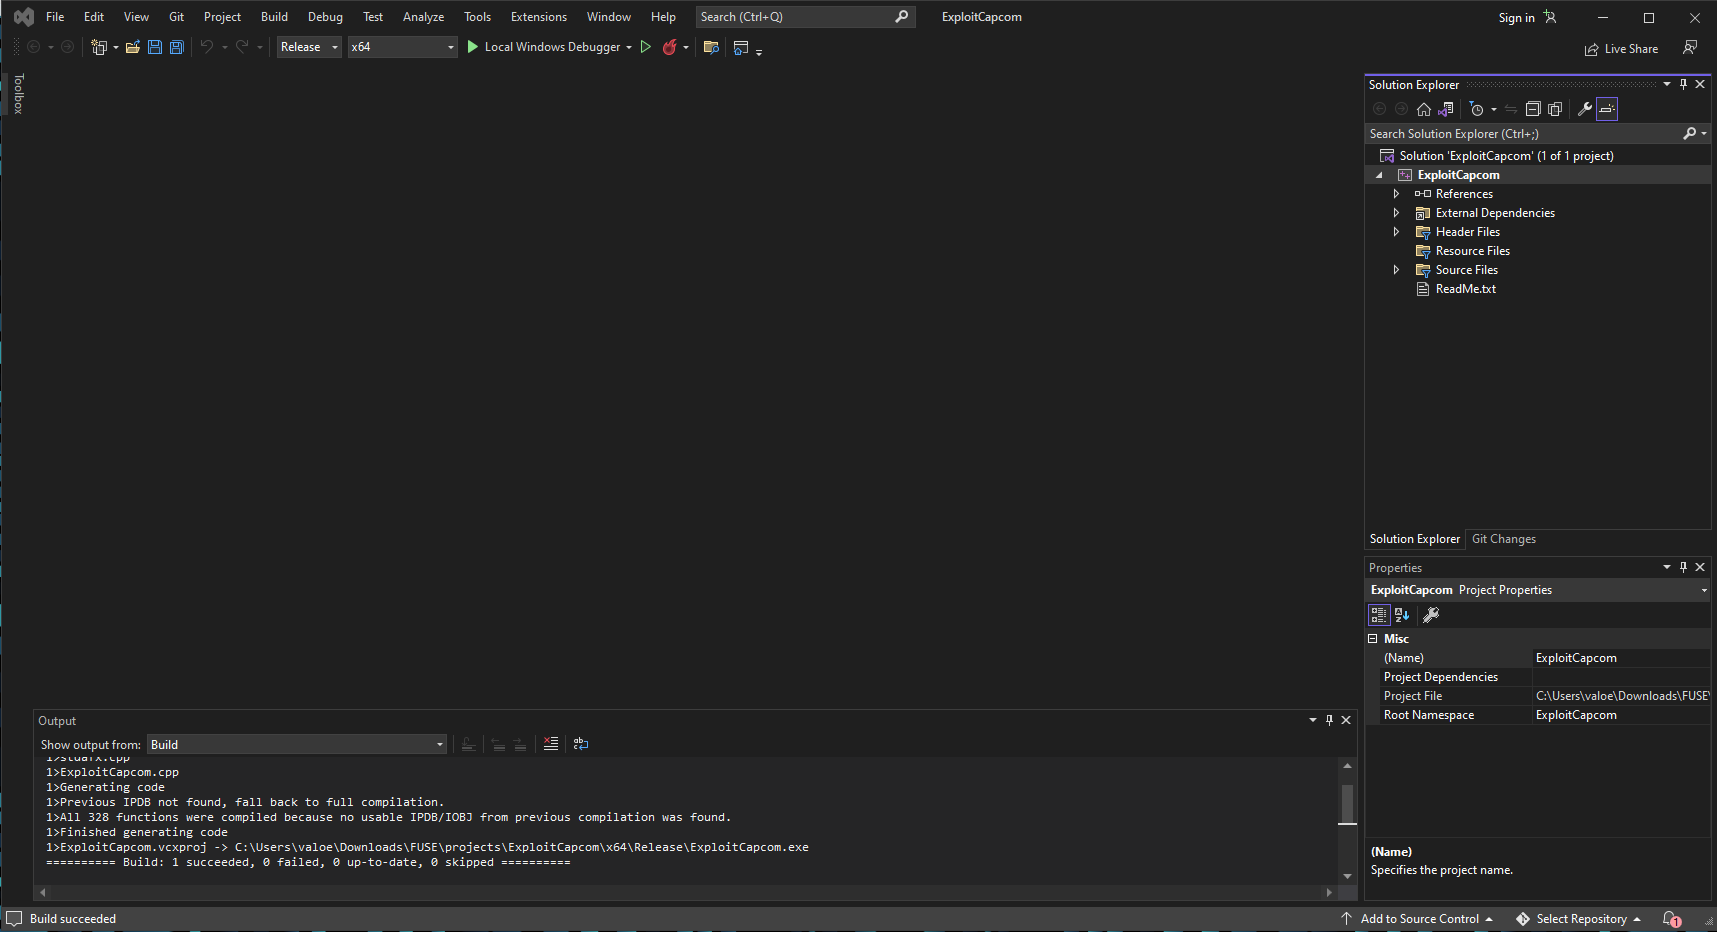 File Edit View Git Project Build Debug Test Analyze Tools Extensions Window Help Search (Ctrl+Q) ExploitCapcom Sign in
Release x64 Local Windows Debugger Live Share
Toolbox
Solution Explorer
Search Solution Explorer (Ctrl+;)
Solution 'ExploitCapcom' (1 of 1 project)
ExploitCapcom
References
External Dependencies
Header Files
Resource Files
Source Files
ReadMe.txt
Solution Explorer Git Changes
Properties
ExploitCapcom Project Properties
Misc
(Name) ExploitCapcom
Project Dependencies
Project File C:\Users\valoe\Downloads\FUSE\
Root Namespace ExploitCapcom
(Name)
Specifies the project name.
Output
Show output from: Build
1>stdafx.cpp
1>ExploitCapcom.cpp
1>Generating code
1>Previous IPDB not found, fall back to full compilation.
1>All 328 functions were compiled because no usable IPDB/IOBJ from previous compilation was found.
1>Finished generating code
1>ExploitCapcom.vcxproj -> C:\Users\valoe\Downloads\FUSE\projects\ExploitCapcom\x64\Release\ExploitCapcom.exe
========== Build: 1 succeeded, 0 failed, 0 up-to-date, 0 skipped ==========
Build succeeded Add to Source Control Select Repository 1